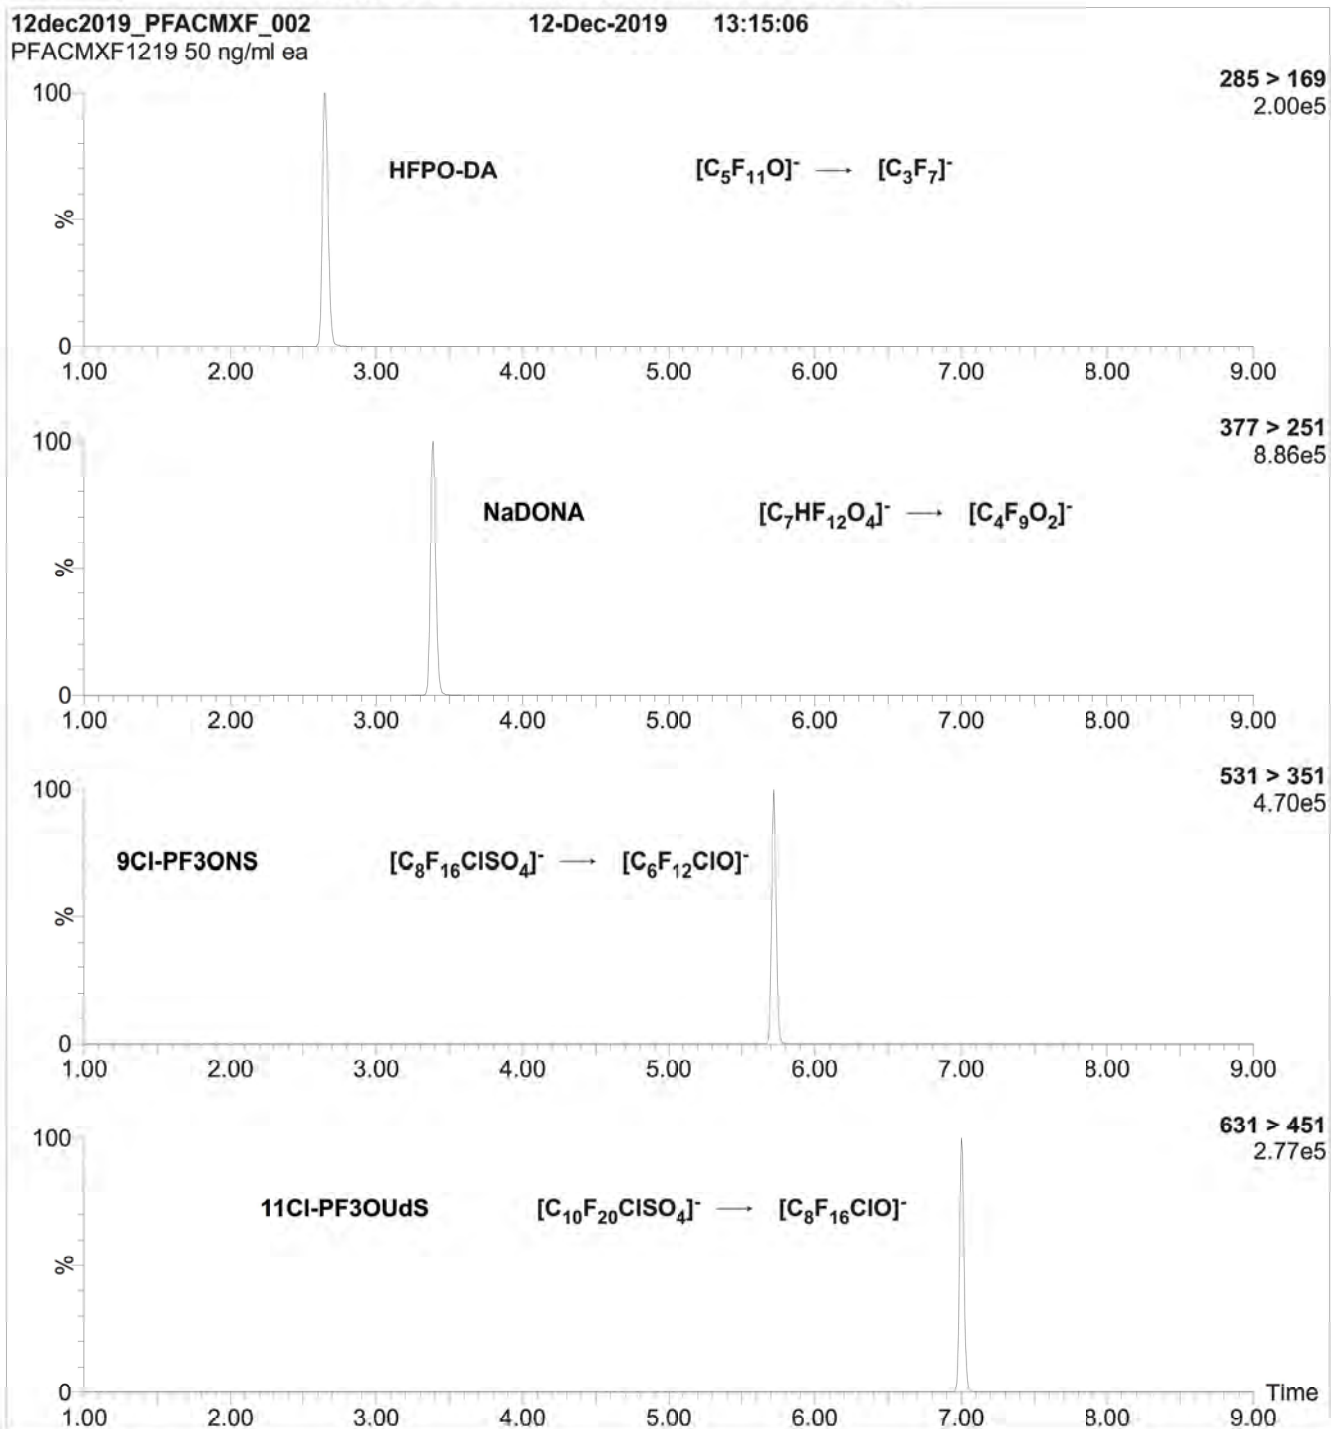 12dec2019_PFACMXF_002 12-Dec-2019 13:15:06
PFACMXF1219 50 ng/ml ea
285 > 169
2.00e5
100
HFPO-DA [C₅F₁₁O]⁻ → [C₃F₇]⁻
%
0
1.00 2.00 3.00 4.00 5.00 6.00 7.00 8.00 9.00
377 > 251
8.86e5
100
NaDONA [C₇HF₁₂O₄]⁻ → [C₄F₉O₂]⁻
%
0
1.00 2.00 3.00 4.00 5.00 6.00 7.00 8.00 9.00
531 > 351
4.70e5
100
9Cl-PF3ONS [C₈F₁₆ClSO₄]⁻ → [C₆F₁₂ClO]⁻
%
0
1.00 2.00 3.00 4.00 5.00 6.00 7.00 8.00 9.00
631 > 451
2.77e5
100
11Cl-PF3OUdS [C₁₀F₂₀ClSO₄]⁻ → [C₈F₁₆ClO]⁻
%
0
Time
1.00 2.00 3.00 4.00 5.00 6.00 7.00 8.00 9.00